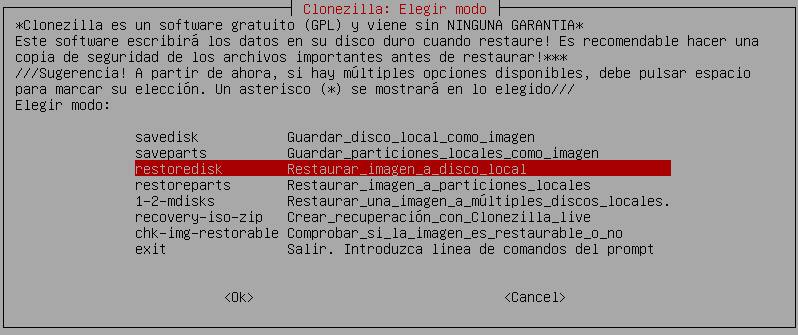 Clonezilla: Elegir modo
*Clonezilla es un software gratuito (GPL) y viene sin NINGUNA GARANTIA*
Este software escribirá los datos en su disco duro cuando restaure! Es recomendable hacer una
copia de seguridad de los archivos importantes antes de restaurar!***
///Sugerencia! A partir de ahora, si hay múltiples opciones disponibles, debe pulsar espacio
para marcar su elección. Un asterisco (*) se mostrará en lo elegido///
Elegir modo:
savedisk Guardar_disco_local_como_imagen
saveparts Guardar_particiones_locales_como_imagen
restoredisk Restaurar_imagen_a_disco_local
restoreparts Restaurar_imagen_a_particiones_locales
1-2-mdisks Restaurar_una_imagen_a_múltiples_discos_locales.
recovery-iso-zip Crear_recuperación_con_Clonezilla_live
chk-img-restorable Comprobar_si_la_imagen_es_restaurable_o_no
exit Salir. Introduzca linea de comandos del prompt
<Ok> <Cancel>